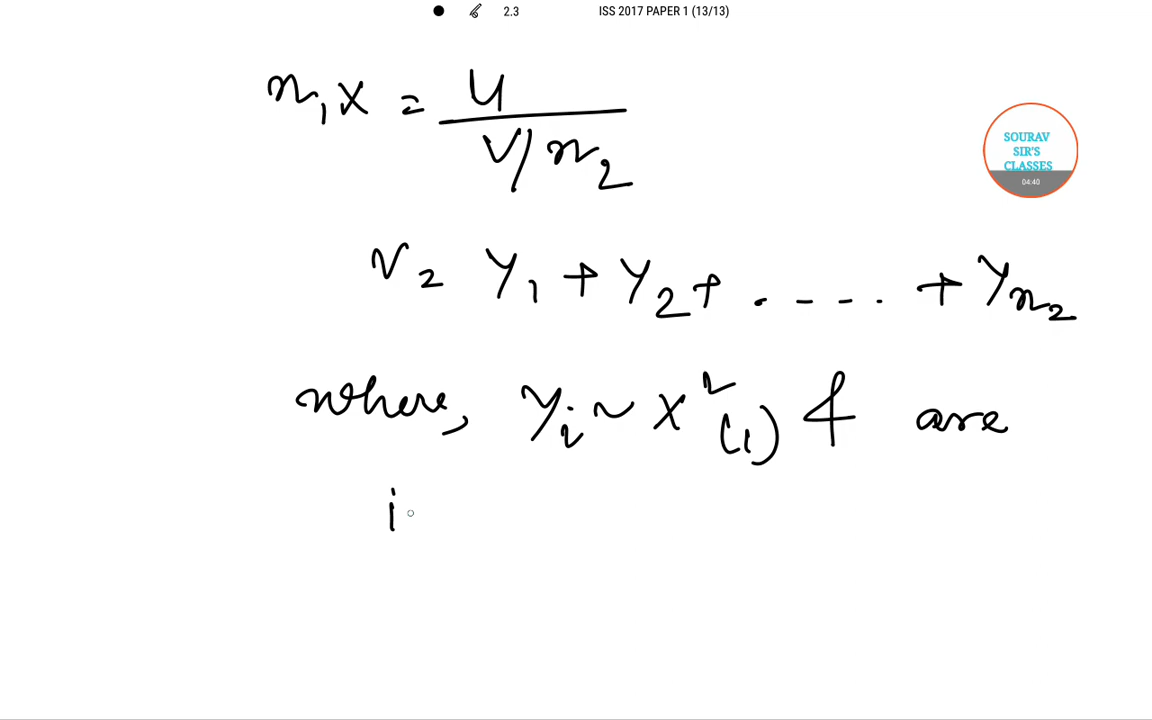 2.3 ISS 2017 PAPER 1 (13/13)
n₁X = U / (V/n₂)
SOURAV
SIR'S
CLASSES
04:40
V = Y₁ + Y₂ + . - - - . + Yn₂
where, Yi ~ χ²(1) & are
i